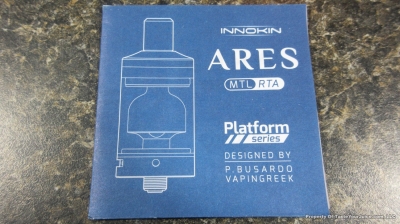 INNOKIN
ARES
MTL RTA
Platform
series
DESIGNED BY
P.BUSARDO
VAPINGREEK